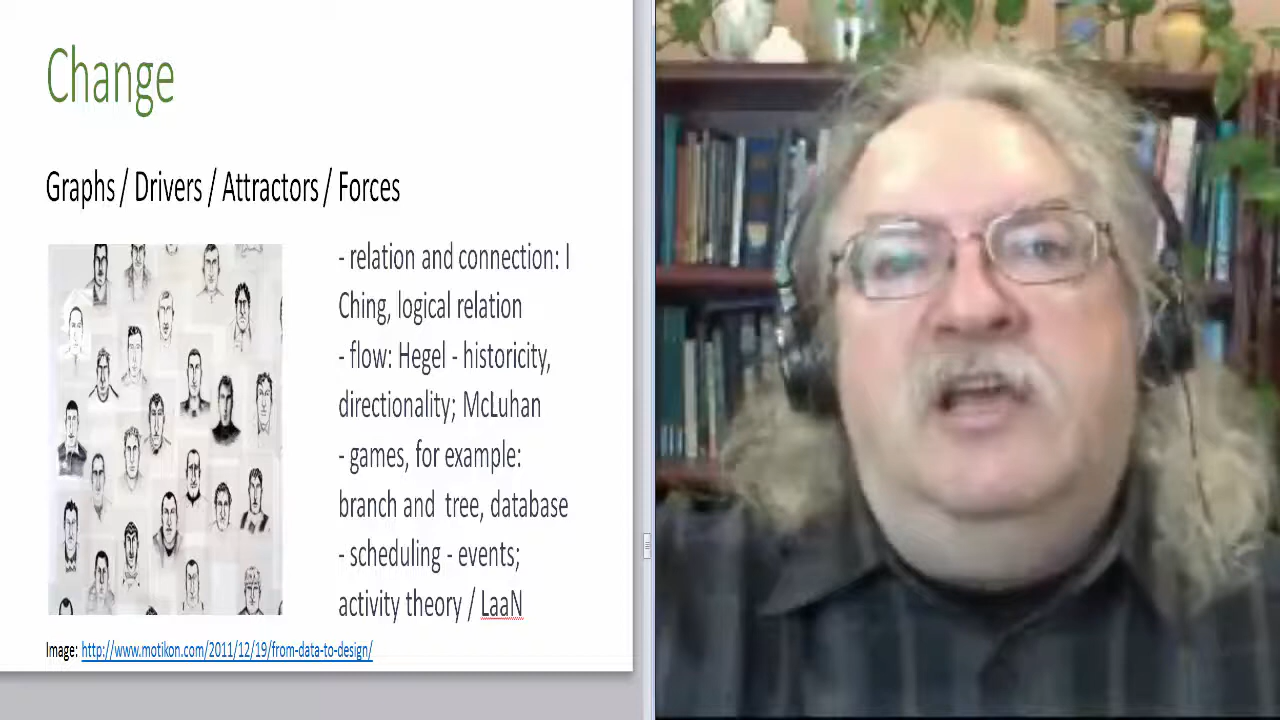 Change
Graphs / Drivers / Attractors / Forces
- relation and connection: I
Ching, logical relation
- flow: Hegel - historicity,
directionality; McLuhan
- games, for example:
branch and tree, database
- scheduling - events;
activity theory / LaaN
Image: http://www.motikon.com/2011/12/19/from-data-to-design/